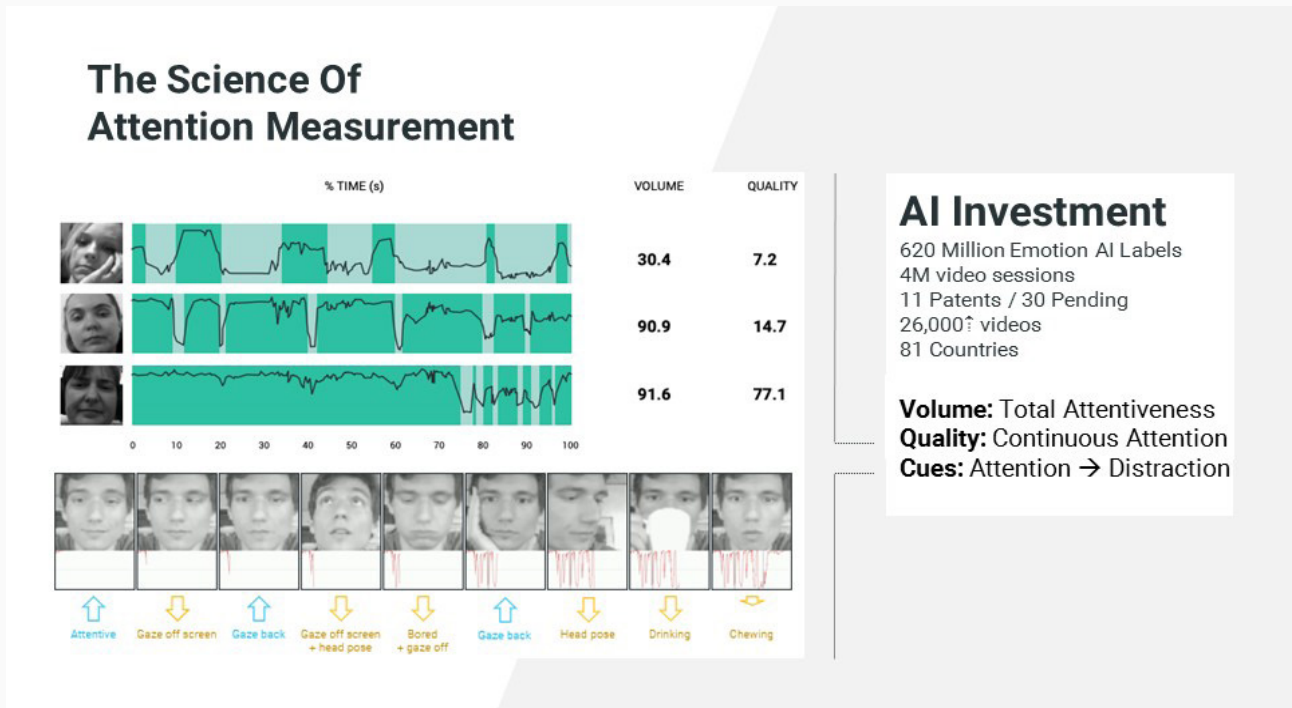 The Science Of
Attention Measurement
% TIME (s)
VOLUME
QUALITY
30.4
7.2
90.9
14.7
91.6
77.1
0 10 20 30 40 50 60 70 80 90 100
Attentive
Gaze off screen
Gaze back
Gaze off screen
+ head pose
Bored
+ gaze off
Gaze back
Head pose
Drinking
Chewing
AI Investment
620 Million Emotion AI Labels
4M video sessions
11 Patents / 30 Pending
26,000⇡ videos
81 Countries
Volume: Total Attentiveness
Quality: Continuous Attention
Cues: Attention → Distraction